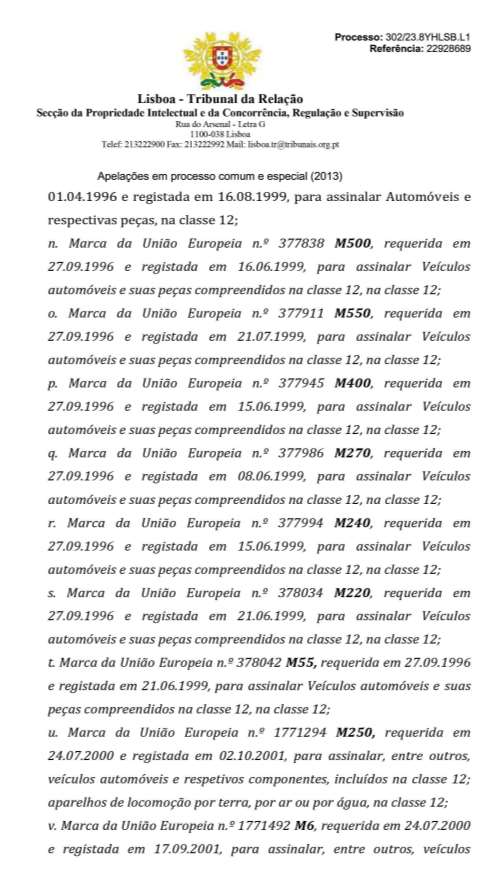 Processo: 302/23.8YHLSB.L1
Referência: 22928689
Lisboa - Tribunal da Relação
Secção da Propriedade Intelectual e da Concorrência, Regulação e Supervisão
Rua do Arsenal - Letra G
1100-038 Lisboa
Telef: 213222900 Fax: 213222992 Mail: lisboa.tr@tribunais.org.pt
Apelações em processo comum e especial (2013)
01.04.1996 e registada em 16.08.1999, para assinalar Automóveis e
respectivas peças, na classe 12;
n. Marca da União Europeia n.º 377838 M500, requerida em
27.09.1996 e registada em 16.06.1999, para assinalar Veículos
automóveis e suas peças compreendidos na classe 12, na classe 12;
o. Marca da União Europeia n.º 377911 M550, requerida em
27.09.1996 e registada em 21.07.1999, para assinalar Veículos
automóveis e suas peças compreendidos na classe 12, na classe 12;
p. Marca da União Europeia n.º 377945 M400, requerida em
27.09.1996 e registada em 15.06.1999, para assinalar Veículos
automóveis e suas peças compreendidos na classe 12, na classe 12;
q. Marca da União Europeia n.º 377986 M270, requerida em
27.09.1996 e registada em 08.06.1999, para assinalar Veículos
automóveis e suas peças compreendidos na classe 12, na classe 12;
r. Marca da União Europeia n.º 377994 M240, requerida em
27.09.1996 e registada em 15.06.1999, para assinalar Veículos
automóveis e suas peças compreendidos na classe 12, na classe 12;
s. Marca da União Europeia n.º 378034 M220, requerida em
27.09.1996 e registada em 21.06.1999, para assinalar Veículos
automóveis e suas peças compreendidos na classe 12, na classe 12;
t. Marca da União Europeia n.º 378042 M55, requerida em 27.09.1996
e registada em 21.06.1999, para assinalar Veículos automóveis e suas
peças compreendidos na classe 12, na classe 12;
u. Marca da União Europeia n.º 1771294 M250, requerida em
24.07.2000 e registada em 02.10.2001, para assinalar, entre outros,
veículos automóveis e respetivos componentes, incluídos na classe 12;
aparelhos de locomoção por terra, por ar ou por água, na classe 12;
v. Marca da União Europeia n.º 1771492 M6, requerida em 24.07.2000
e registada em 17.09.2001, para assinalar, entre outros, veículos